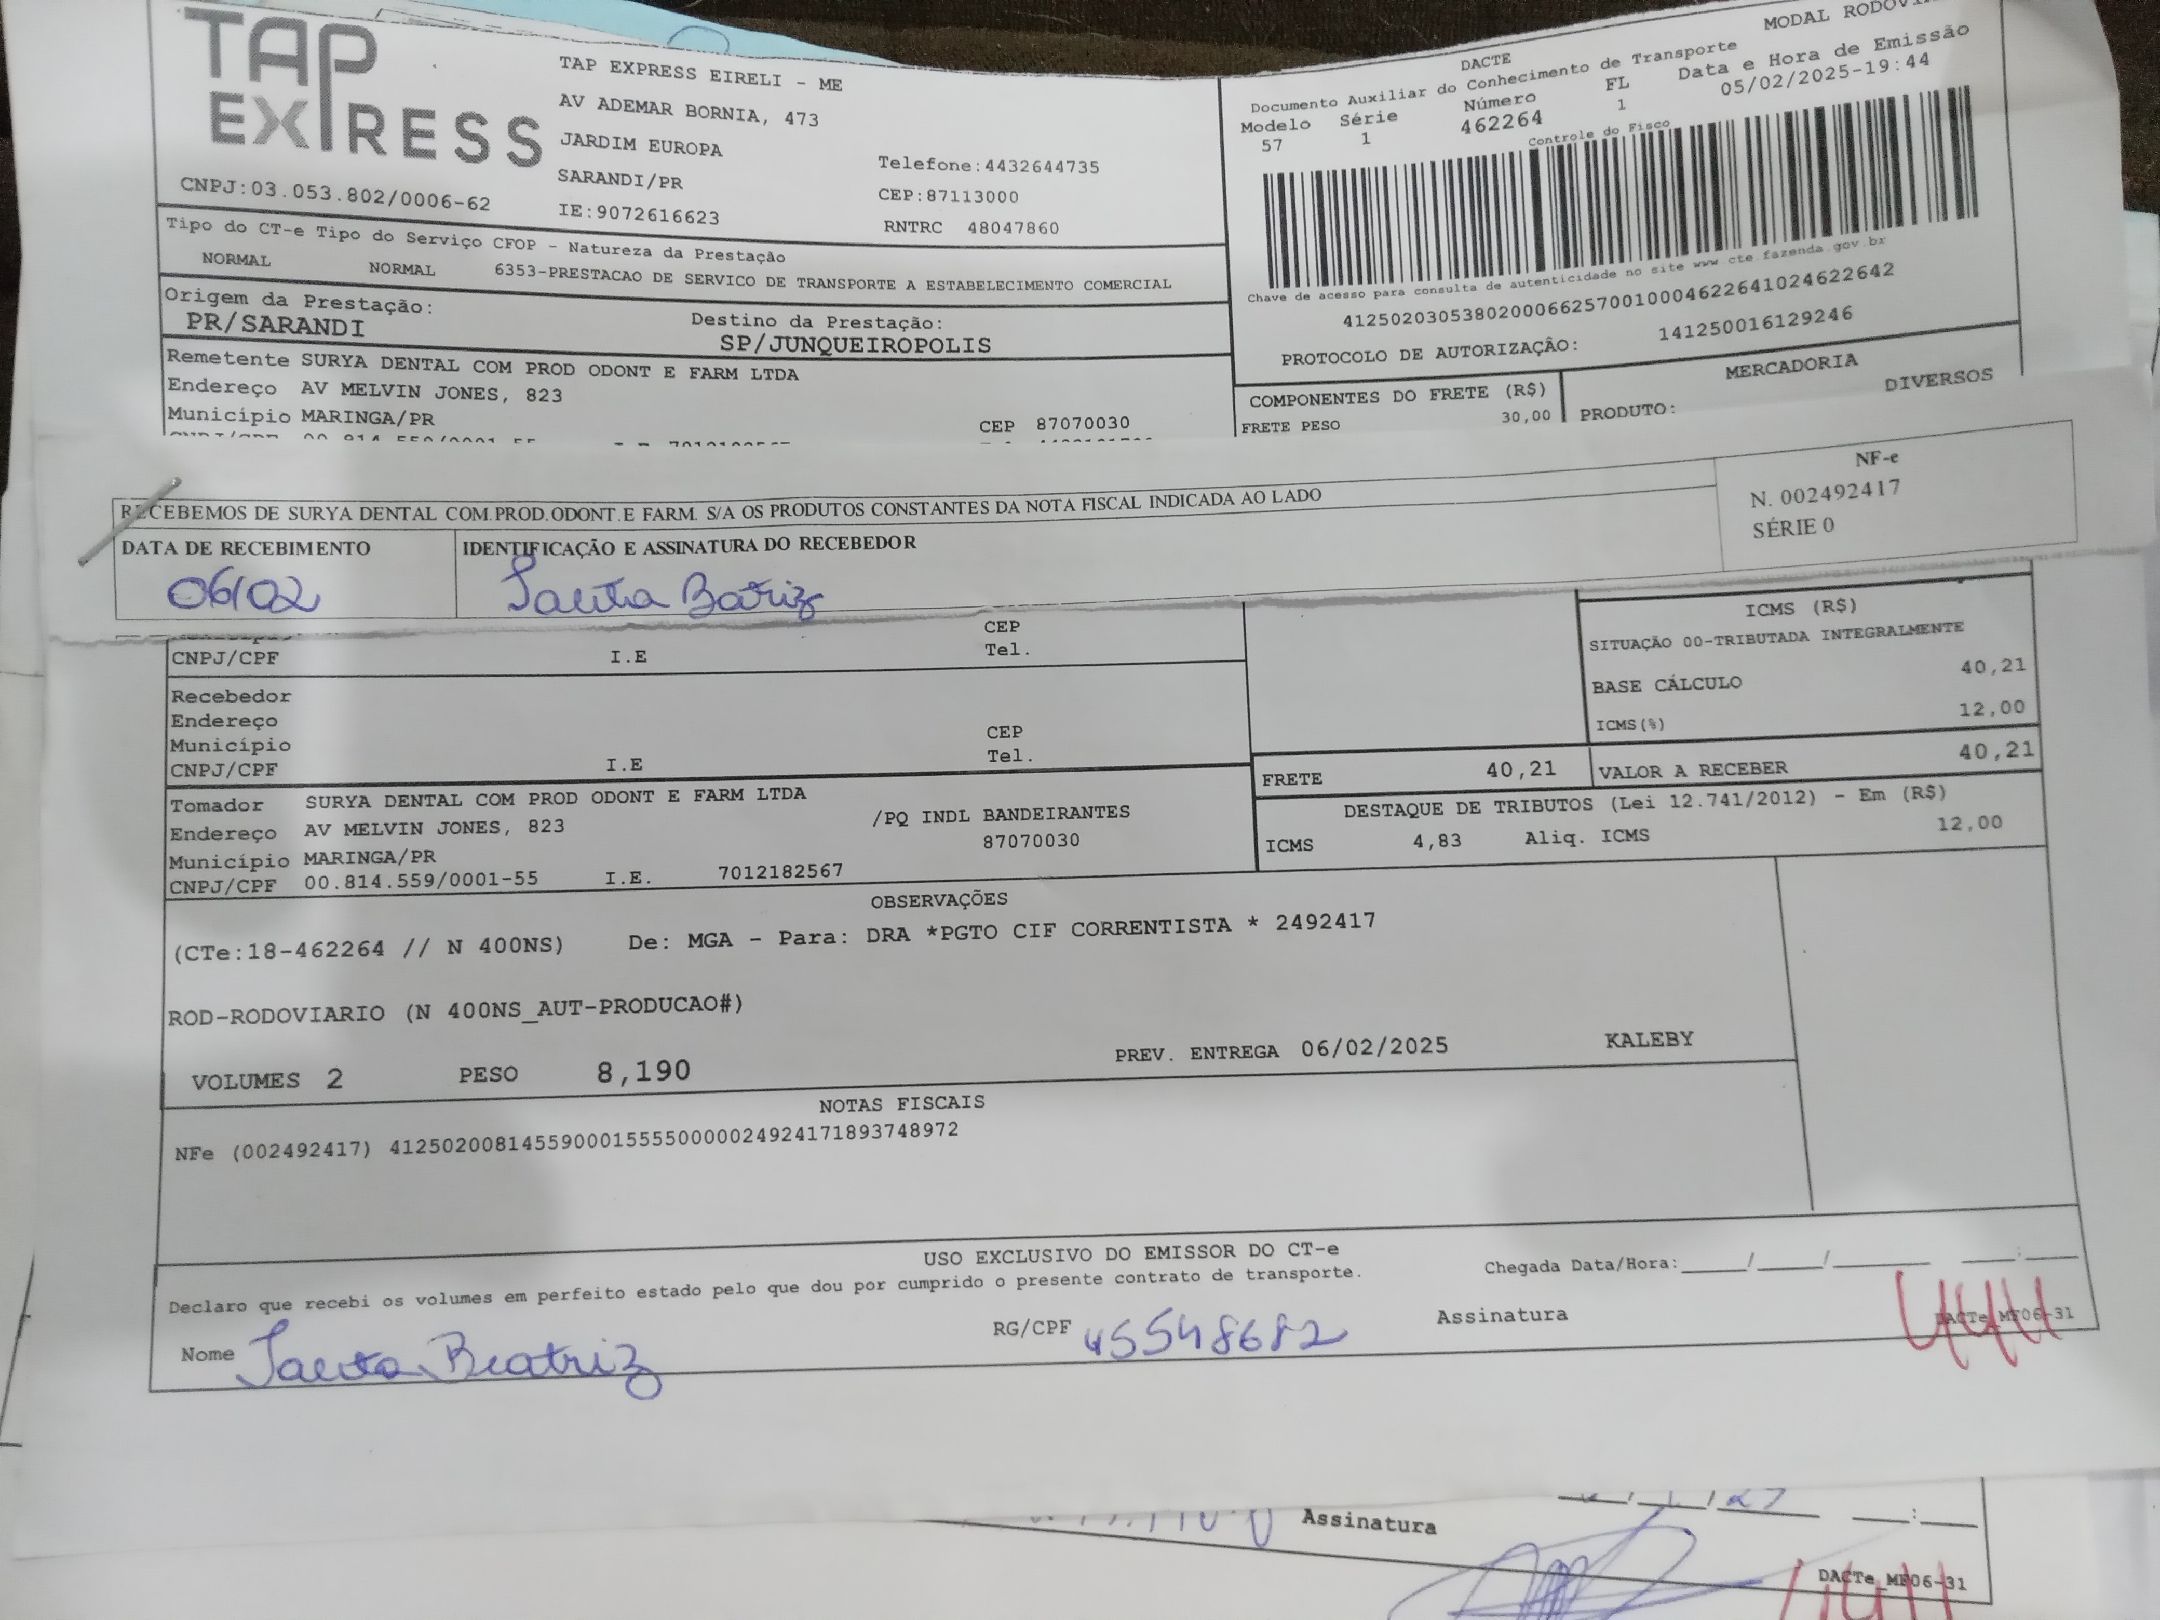 TAP
EXPRESS
CNPJ:03.053.802/0006-62
TAP EXPRESS EIRELI - ME
AV ADEMAR BORNIA, 473
JARDIM EUROPA
SARANDI/PR
IE:9072616623
Telefone:4432644735
CEP:87113000
RNTRC 48047860
MODAL
DACTE
Documento Auxiliar do Conhecimento de Transporte
Modelo Série Número FL Data e Hora de Emissão
57 1 462264 1 05/02/2025-19:44
Controle do Fisco
Chave de acesso para consulta de autenticidade no site www.cte.fazenda.gov.br
41250203053802000662570010004622641024622642
PROTOCOLO DE AUTORIZAÇÃO: 141250016129246
Tipo do CT-e Tipo do Serviço CFOP - Natureza da Prestação
NORMAL NORMAL 6353-PRESTACAO DE SERVICO DE TRANSPORTE A ESTABELECIMENTO COMERCIAL
Origem da Prestação: Destino da Prestação:
PR/SARANDI SP/JUNQUEIROPOLIS
Remetente SURYA DENTAL COM PROD ODONT E FARM LTDA
Endereço AV MELVIN JONES, 823
Município MARINGA/PR CEP 87070030
COMPONENTES DO FRETE (R$)
FRETE PESO 30,00
MERCADORIA
PRODUTO: DIVERSOS
RECEBEMOS DE SURYA DENTAL COM.PROD.ODONT.E FARM. S/A OS PRODUTOS CONSTANTES DA NOTA FISCAL INDICADA AO LADO
DATA DE RECEBIMENTO IDENTIFICAÇÃO E ASSINATURA DO RECEBEDOR
06/02 Beatriz
NF-e
N. 002492417
SÉRIE 0
CEP
CNPJ/CPF I.E Tel.
Recebedor
Endereço
Município CEP
CNPJ/CPF I.E Tel.
ICMS (R$)
SITUAÇÃO 00-TRIBUTADA INTEGRALMENTE
BASE CÁLCULO 40,21
ICMS(%) 12,00
FRETE 40,21 VALOR A RECEBER 40,21
Tomador SURYA DENTAL COM PROD ODONT E FARM LTDA
Endereço AV MELVIN JONES, 823 /PQ INDL BANDEIRANTES
Município MARINGA/PR 87070030
CNPJ/CPF 00.814.559/0001-55 I.E. 7012182567
DESTAQUE DE TRIBUTOS (Lei 12.741/2012) - Em (R$)
ICMS 4,83 Aliq. ICMS 12,00
OBSERVAÇÕES
(CTe:18-462264 // N 400NS) De: MGA - Para: DRA *PGTO CIF CORRENTISTA * 2492417
ROD-RODOVIARIO (N 400NS_AUT-PRODUCAO#)
VOLUMES 2 PESO 8,190 PREV. ENTREGA 06/02/2025 KALEBY
NOTAS FISCAIS
NFe (002492417) 41250200814559000155550000024924171893748972
USO EXCLUSIVO DO EMISSOR DO CT-e
Declaro que recebi os volumes em perfeito estado pelo que dou por cumprido o presente contrato de transporte.
Chegada Data/Hora:_____/_____/_______ ____:____
Nome Beatriz RG/CPF 45548682 Assinatura
DACTe_MF06-31
Assinatura
DACTe_MF06-31